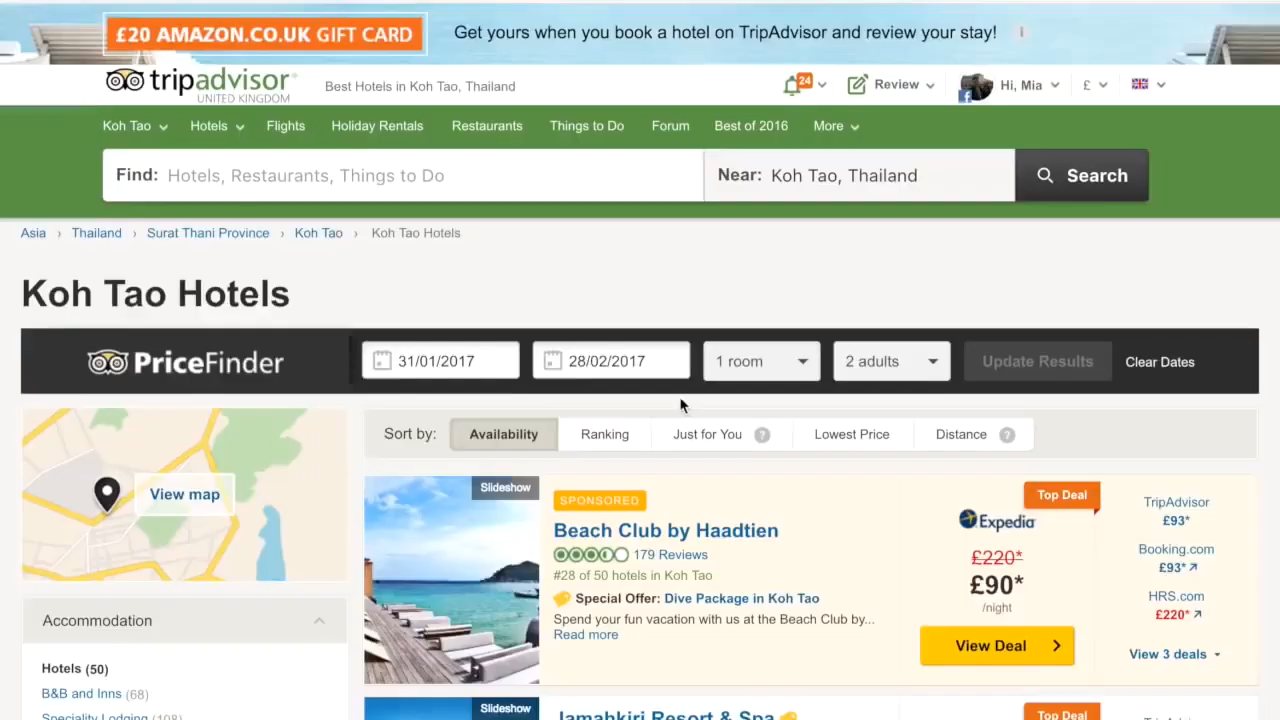 £20 AMAZON.CO.UK GIFT CARD
Get yours when you book a hotel on TripAdvisor and review your stay! i
tripadvisor®
UNITED KINGDOM
Best Hotels in Koh Tao, Thailand
24
Review
Hi, Mia
£
Koh Tao Hotels Flights Holiday Rentals Restaurants Things to Do Forum Best of 2016 More
Find: Hotels, Restaurants, Things to Do
Near: Koh Tao, Thailand
Search
Asia › Thailand › Surat Thani Province › Koh Tao › Koh Tao Hotels
Koh Tao Hotels
PriceFinder
31/01/2017
28/02/2017
1 room
2 adults
Update Results
Clear Dates
View map
Sort by: Availability Ranking Just for You ? Lowest Price Distance ?
Accommodation
Hotels (50)
B&B and Inns (68)
Speciality Lodging (108)
Slideshow
SPONSORED
Beach Club by Haadtien
179 Reviews
#28 of 50 hotels in Koh Tao
Special Offer: Dive Package in Koh Tao
Spend your fun vacation with us at the Beach Club by...
Read more
Top Deal
Expedia
£220*
£90*
/night
View Deal
TripAdvisor
£93*
Booking.com
£93*
HRS.com
£220*
View 3 deals
Slideshow
Jamahkiri Resort & Spa
Top Deal
TripAdvisor